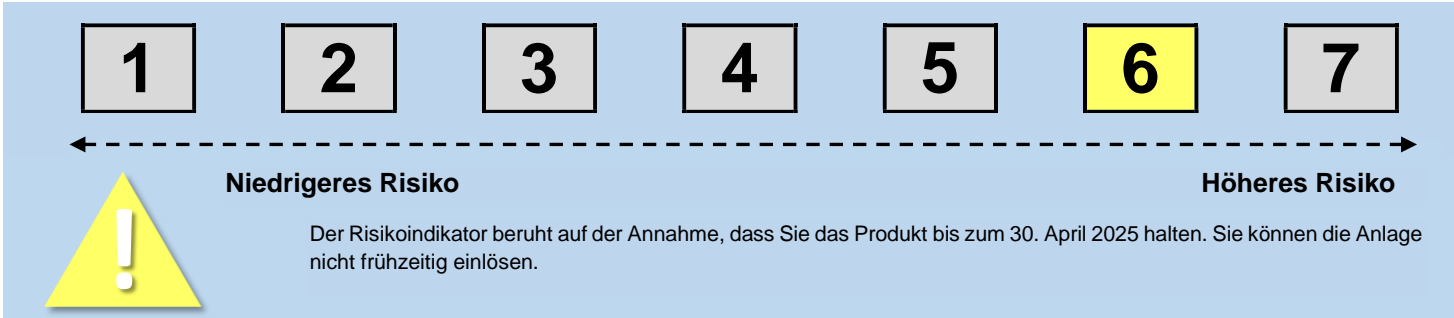 1 2 3 4 5 6 7
Niedrigeres Risiko Höheres Risiko
!
Der Risikoindikator beruht auf der Annahme, dass Sie das Produkt bis zum 30. April 2025 halten. Sie können die Anlage
nicht frühzeitig einlösen.